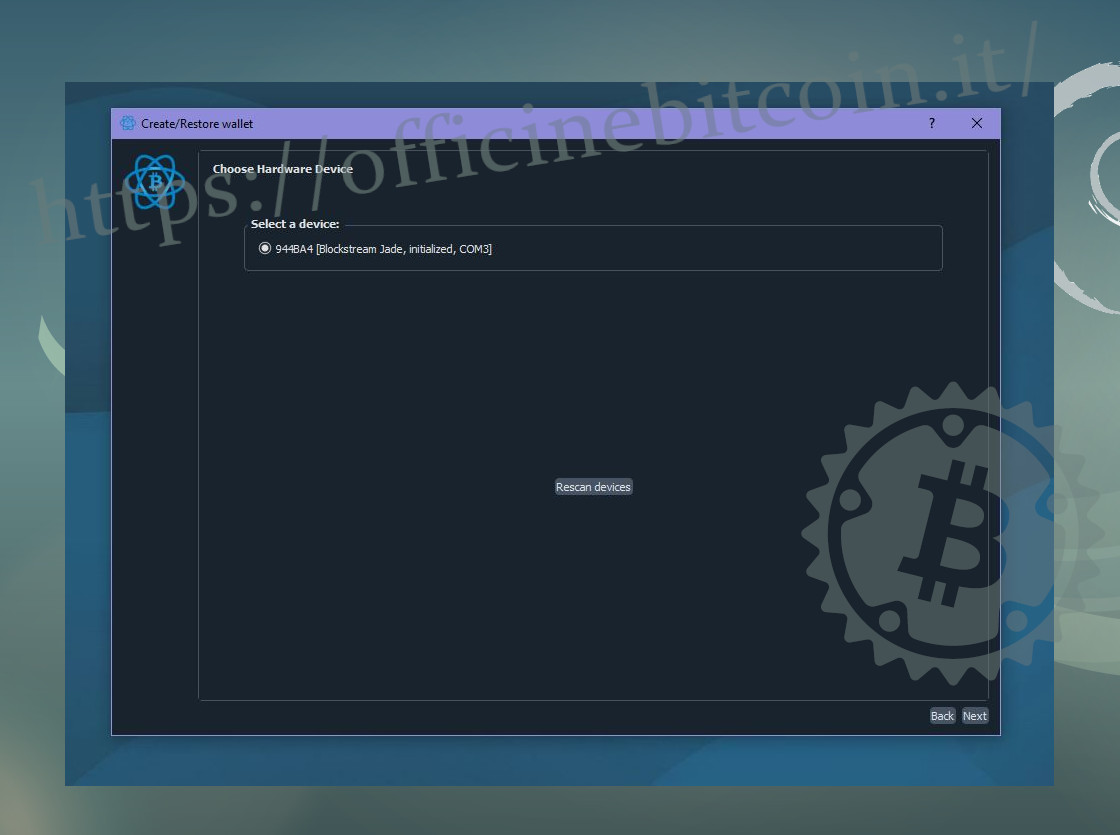 https://officinebitcoin.it/
Create/Restore wallet
?
Choose Hardware Device
Select a device:
944BA4 [Blockstream Jade, initialized, COM3]
Rescan devices
Back Next